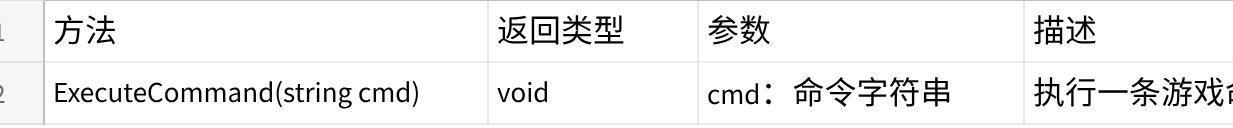 1 方法 返回类型 参数 描述
2 ExecuteCommand(string cmd) void cmd：命令字符串 执行一条游戏